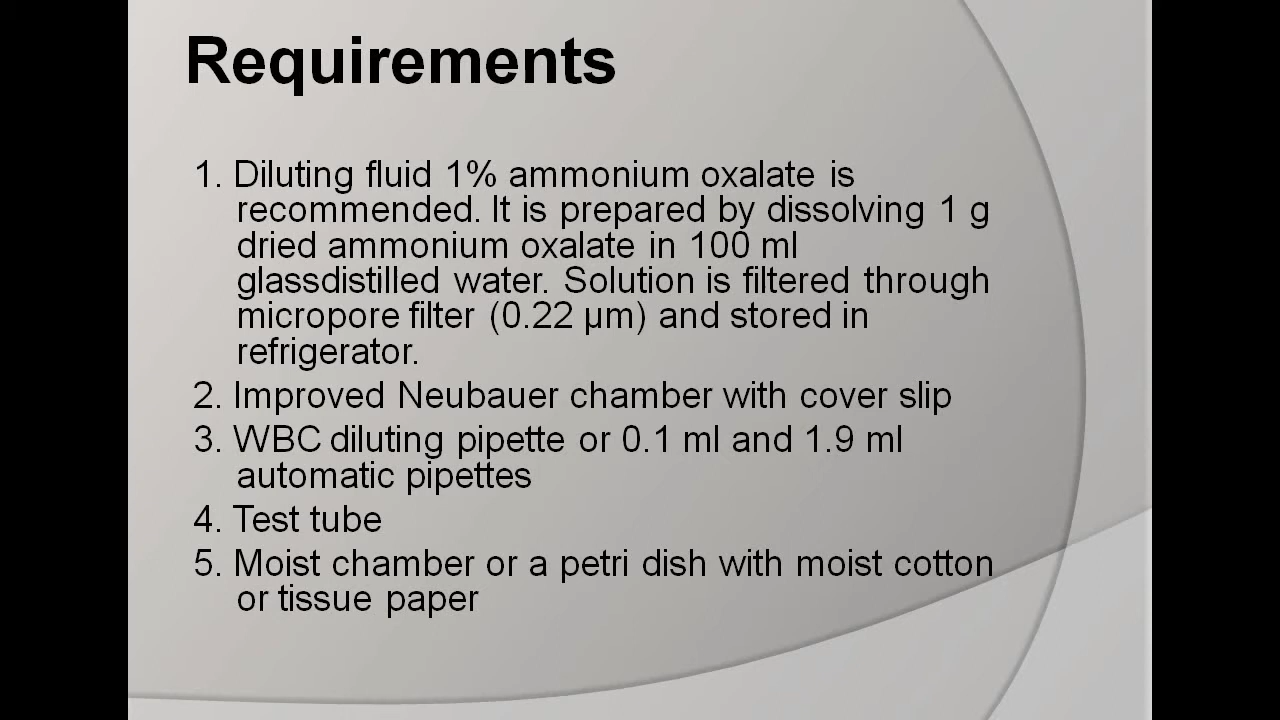 Requirements
1. Diluting fluid 1% ammonium oxalate is
recommended. It is prepared by dissolving 1 g
dried ammonium oxalate in 100 ml
glassdistilled water. Solution is filtered through
micropore filter (0.22 µm) and stored in
refrigerator.
2. Improved Neubauer chamber with cover slip
3. WBC diluting pipette or 0.1 ml and 1.9 ml
automatic pipettes
4. Test tube
5. Moist chamber or a petri dish with moist cotton
or tissue paper